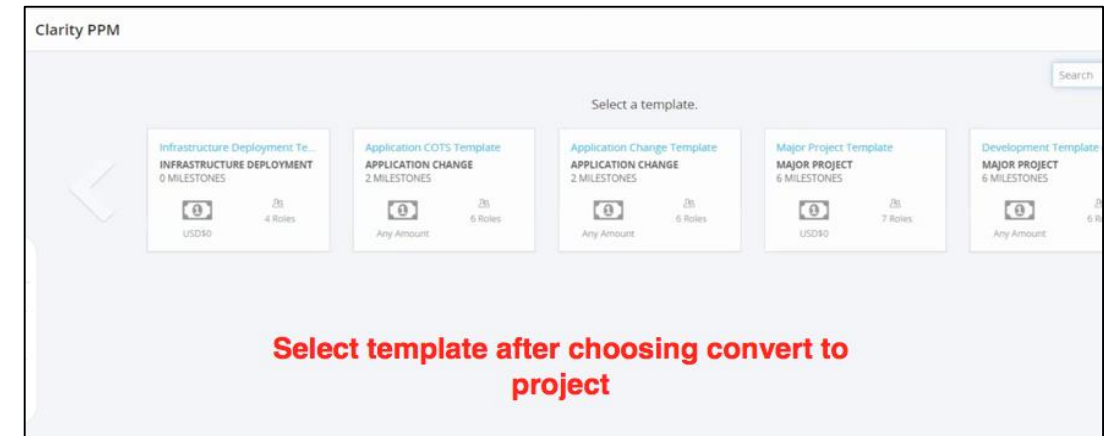 Clarity PPM
Search
Select a template.
Infrastructure Deployment Te...
INFRASTRUCTURE DEPLOYMENT
0 MILESTONES
4 Roles
USD$0
Application COTS Template
APPLICATION CHANGE
2 MILESTONES
6 Roles
Any Amount
Application Change Template
APPLICATION CHANGE
2 MILESTONES
6 Roles
Any Amount
Major Project Template
MAJOR PROJECT
6 MILESTONES
7 Roles
USD$0
Development Template
MAJOR PROJECT
6 MILESTONES
6
Any Amount
Select template after choosing convert to
project